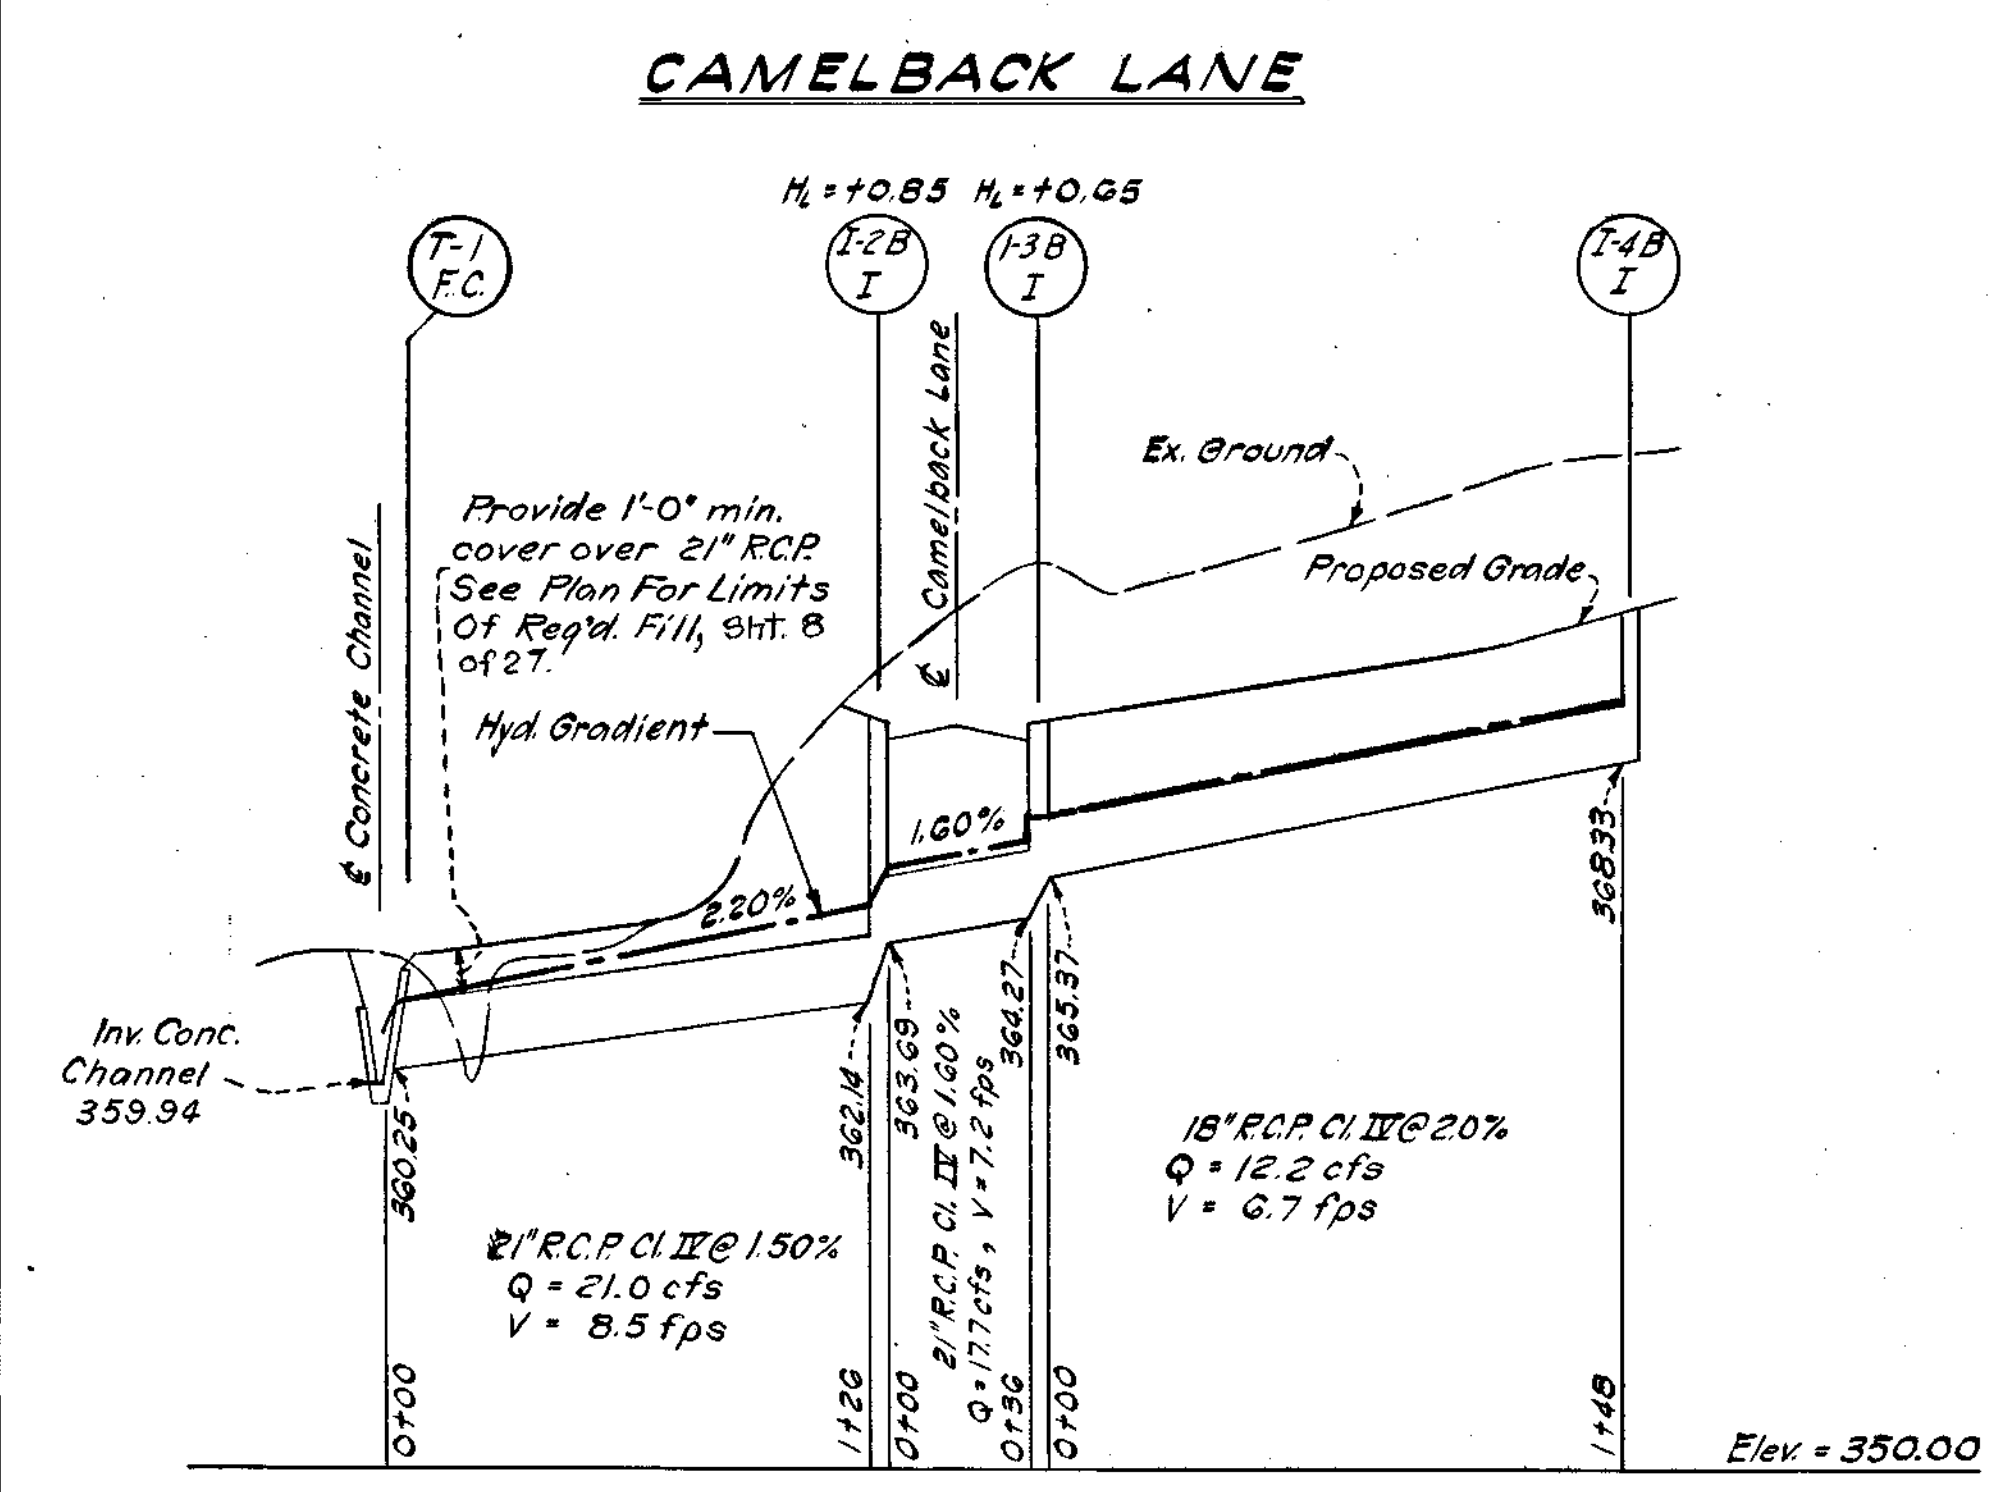 CAMELBACK LANE
HL = +0.85 HL = +0.65
T-1
F.C.
I-2B
I
I-3B
I
I-4B
I
℄ Concrete Channel
Provide 1'-0" min.
cover over 21" R.C.P.
See Plan For Limits
Of Req'd. Fill, Sht. 8
of 27.
℄ Camelback Lane
Ex. Ground
Proposed Grade
Hyd. Gradient
2.20%
1.60%
Inv. Conc.
Channel
359.94
360.25
362.14
363.69
364.27
365.37
368.33
21" R.C.P. Cl. IV @ 1.50%
Q = 21.0 cfs
V = 8.5 fps
21" R.C.P. Cl. IV @ 1.60%
Q = 17.7 cfs, V = 7.2 fps
18" R.C.P. Cl. IV @ 2.0%
Q = 12.2 cfs
V = 6.7 fps
0+00
1+26
0+00
0+36
0+00
1+48
Elev. = 350.00